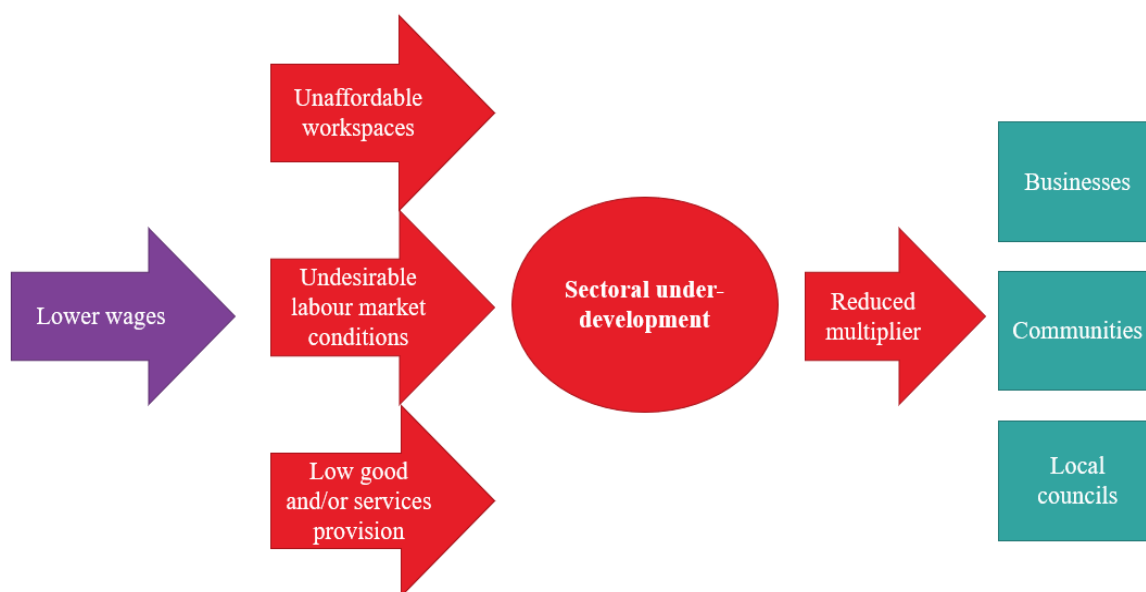 Lower wages
Unaffordable
workspaces
Undesirable
labour market
conditions
Low good
and/or services
provision
Sectoral under-
development
Reduced
multiplier
Businesses
Communities
Local
councils